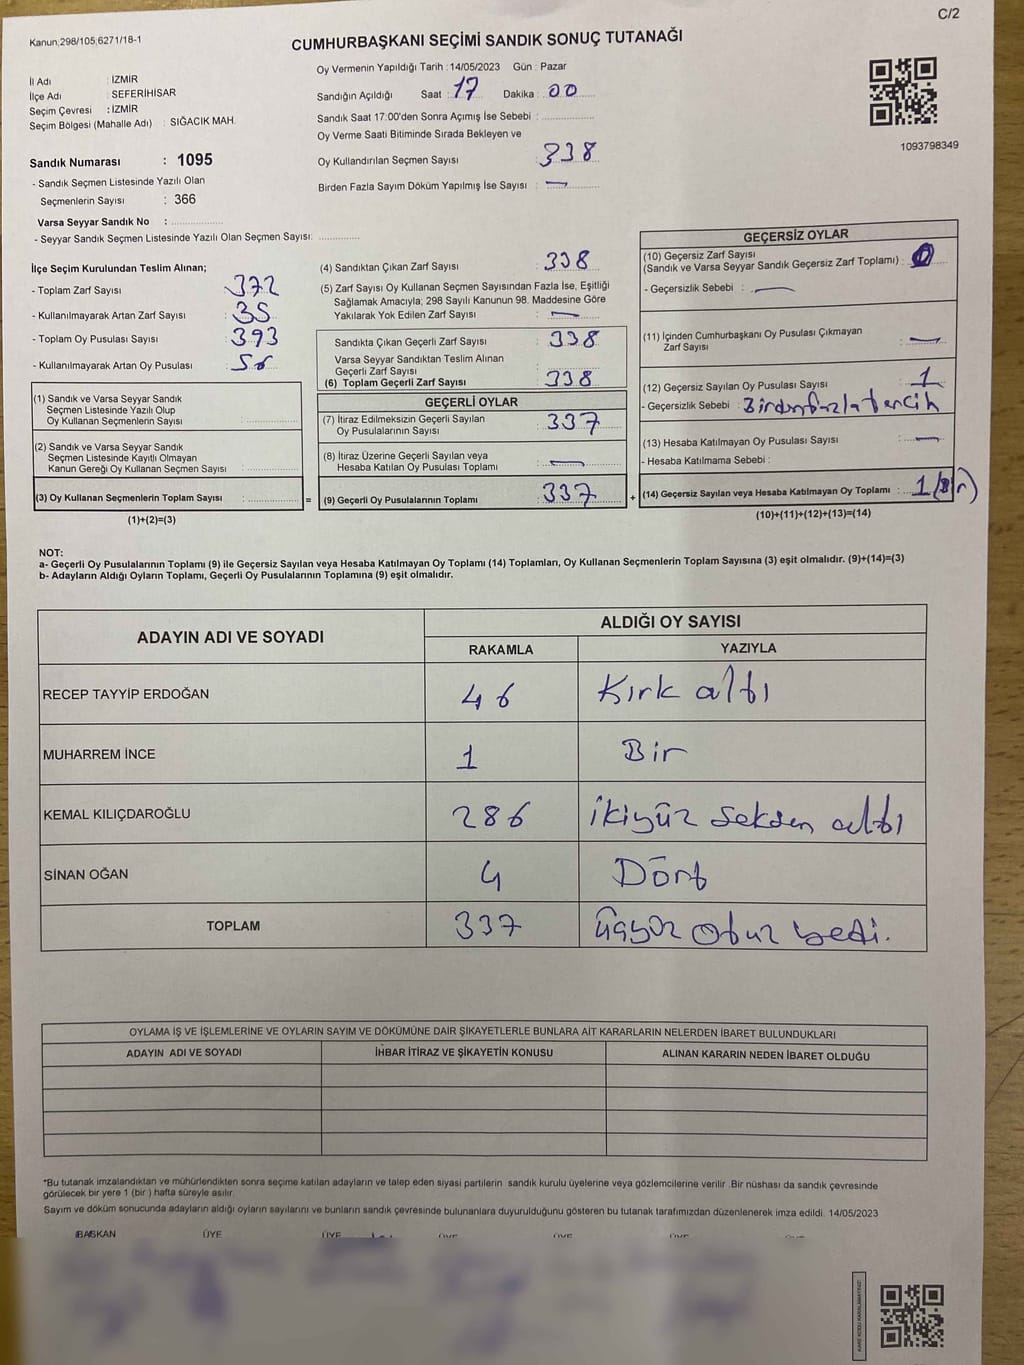 C/2
Kanun;298/105;6271/18-1
CUMHURBAŞKANI SEÇİMİ SANDIK SONUÇ TUTANAĞI
İl Adı : İZMİR
İlçe Adı : SEFERİHİSAR
Seçim Çevresi : İZMİR
Seçim Bölgesi (Mahalle Adı) : SIĞACIK MAH.
Oy Vermenin Yapıldığı Tarih : 14/05/2023 Gün : Pazar
Sandığın Açıldığı Saat : 17 Dakika : 00
Sandık Saat 17:00'den Sonra Açımış İse Sebebi :
Oy Verme Saati Bitiminde Sırada Bekleyen ve
Oy Kullandırılan Seçmen Sayısı : 338
Birden Fazla Sayım Döküm Yapılmış İse Sayısı : —
1093798349
Sandık Numarası : 1095
- Sandık Seçmen Listesinde Yazılı Olan
Seçmenlerin Sayısı : 366
Varsa Seyyar Sandık No :
- Seyyar Sandık Seçmen Listesinde Yazılı Olan Seçmen Sayısı:
İlçe Seçim Kurulundan Teslim Alınan;
- Toplam Zarf Sayısı : 372
- Kullanılmayarak Artan Zarf Sayısı : 35
- Toplam Oy Pusulası Sayısı : 393
- Kullanılmayarak Artan Oy Pusulası :
(1) Sandık ve Varsa Seyyar Sandık
Seçmen Listesinde Yazılı Olup
Oy Kullanan Seçmenlerin Sayısı :
(2) Sandık ve Varsa Seyyar Sandık
Seçmen Listesinde Kayıtlı Olmayan
Kanun Gereği Oy Kullanan Seçmen Sayısı :
(3) Oy Kullanan Seçmenlerin Toplam Sayısı : =
(1)+(2)=(3)
(4) Sandıktan Çıkan Zarf Sayısı : 338
(5) Zarf Sayısı Oy Kullanan Seçmen Sayısından Fazla İse, Eşitliği
Sağlamak Amacıyla; 298 Sayılı Kanunun 98. Maddesine Göre
Yakılarak Yok Edilen Zarf Sayısı : —
Sandıkta Çıkan Geçerli Zarf Sayısı : 338
Varsa Seyyar Sandıktan Teslim Alınan
Geçerli Zarf Sayısı :
(6) Toplam Geçerli Zarf Sayısı : 338
GEÇERLİ OYLAR
(7) İtiraz Edilmeksizin Geçerli Sayılan
Oy Pusulalarının Sayısı : 337
(8) İtiraz Üzerine Geçerli Sayılan veya
Hesaba Katılan Oy Pusulası Toplamı : —
(9) Geçerli Oy Pusulalarının Toplamı : 337 +
GEÇERSİZ OYLAR
(10) Geçersiz Zarf Sayısı
(Sandık ve Varsa Seyyar Sandık Geçersiz Zarf Toplamı) : 0
- Geçersizlik Sebebi : —
(11) İçinden Cumhurbaşkanı Oy Pusulası Çıkmayan
Zarf Sayısı : —
(12) Geçersiz Sayılan Oy Pusulası Sayısı : 1
- Geçersizlik Sebebi : Birden fazla tercih
(13) Hesaba Katılmayan Oy Pusulası Sayısı : —
- Hesaba Katılmama Sebebi :
(14) Geçersiz Sayılan veya Hesaba Katılmayan Oy Toplamı : 1 (Bir)
(10)+(11)+(12)+(13)=(14)
NOT:
a- Geçerli Oy Pusulalarının Toplamı (9) ile Geçersiz Sayılan veya Hesaba Katılmayan Oy Toplamı (14) Toplamları, Oy Kullanan Seçmenlerin Toplam Sayısına (3) eşit olmalıdır. (9)+(14)=(3)
b- Adayların Aldığı Oyların Toplamı, Geçerli Oy Pusulalarının Toplamına (9) eşit olmalıdır.
ADAYIN ADI VE SOYADI ALDIĞI OY SAYISI
RAKAMLA YAZIYLA
RECEP TAYYİP ERDOĞAN 46 Kırk altı
MUHARREM İNCE 1 Bir
KEMAL KILIÇDAROĞLU 286 ikiyüz seksen altı
SİNAN OĞAN 4 Dört
TOPLAM 337 üçyüz otuz yedi.
OYLAMA İŞ VE İŞLEMLERİNE VE OYLARIN SAYIM VE DÖKÜMÜNE DAİR ŞİKAYETLERLE BUNLARA AİT KARARLARIN NELERDEN İBARET BULUNDUKLARI
ADAYIN ADI VE SOYADI İHBAR İTİRAZ VE ŞİKAYETİN KONUSU ALINAN KARARIN NEDEN İBARET OLDUĞU
*Bu tutanak imzalandıktan ve mühürlendikten sonra seçime katılan adayların ve talep eden siyasi partilerin sandık kurulu üyelerine veya gözlemcilerine verilir .Bir nüshası da sandık çevresinde
görülecek bir yere 1 (bir ) hafta süreyle asılır.
Sayım ve döküm sonucunda adayların aldığı oyların sayılarını ve bunların sandık çevresinde bulunanlara duyurulduğunu gösteren bu tutanak tarafımızdan düzenlenerek imza edildi. 14/05/2023
BAŞKAN ÜYE ÜYE ÜYE ÜYE ÜYE